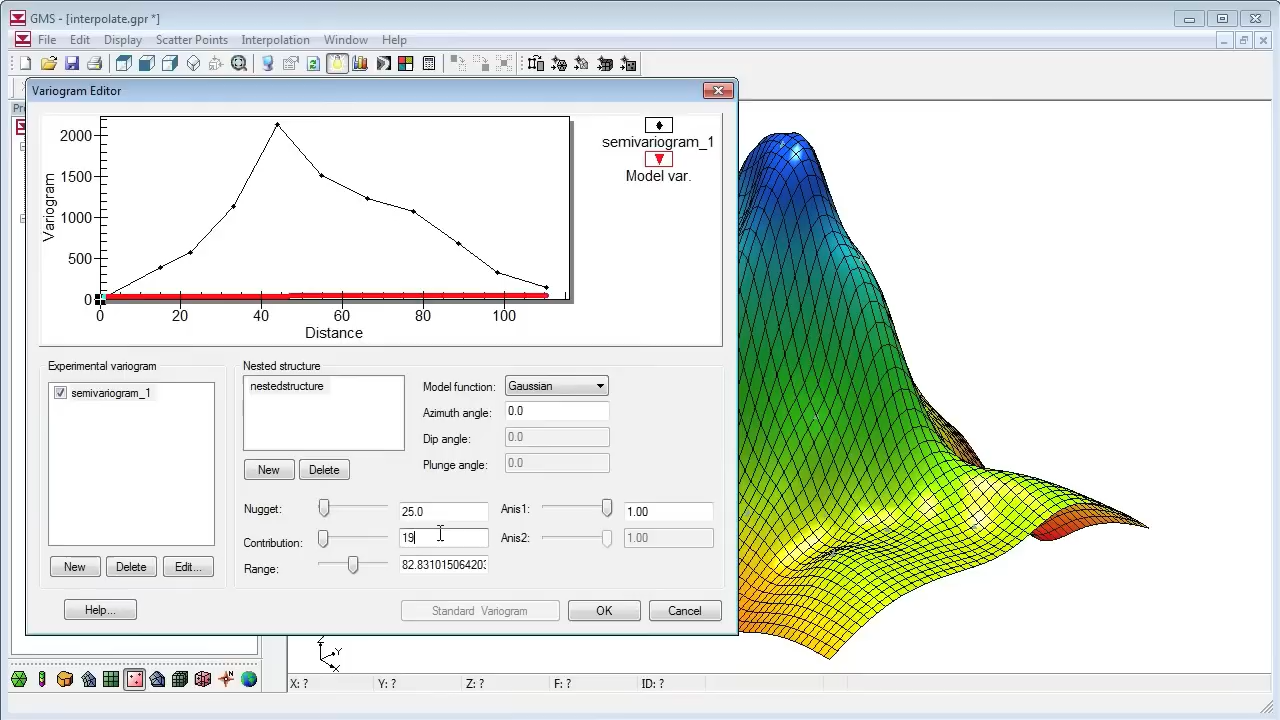 GMS - [interpolate.gpr *]
File Edit Display Scatter Points Interpolation Window Help
Variogram Editor
2000
1500
1000
500
0
Variogram
0 20 40 60 80 100
Distance
semivariogram_1
Model var.
Experimental variogram
semivariogram_1
New Delete Edit...
Help...
Nested structure
nestedstructure
New Delete
Model function: Gaussian
Azimuth angle: 0.0
Dip angle: 0.0
Plunge angle: 0.0
Nugget: 25.0 Anis1: 1.00
Contribution: 19 Anis2: 1.00
Range: 82.831015064203
Standard Variogram OK Cancel
Z Y X
X: ? Y: ? Z: ? F: ? ID: ?